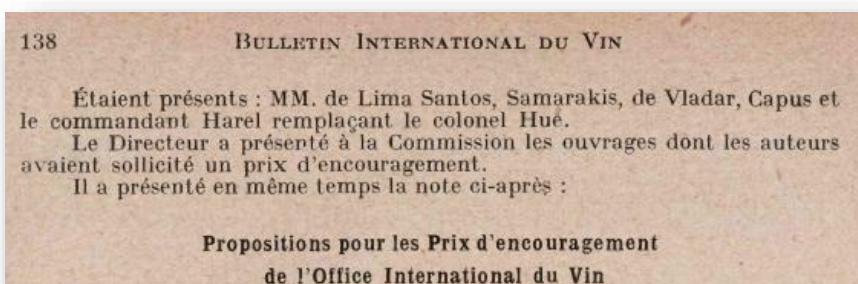 138 BULLETIN INTERNATIONAL DU VIN
Étaient présents : MM. de Lima Santos, Samarakis, de Vladar, Capus et
le commandant Harel remplaçant le colonel Hué.
Le Directeur a présenté à la Commission les ouvrages dont les auteurs
avaient sollicité un prix d'encouragement.
Il a présenté en même temps la note ci-après :
Propositions pour les Prix d'encouragement
de l'Office International du Vin